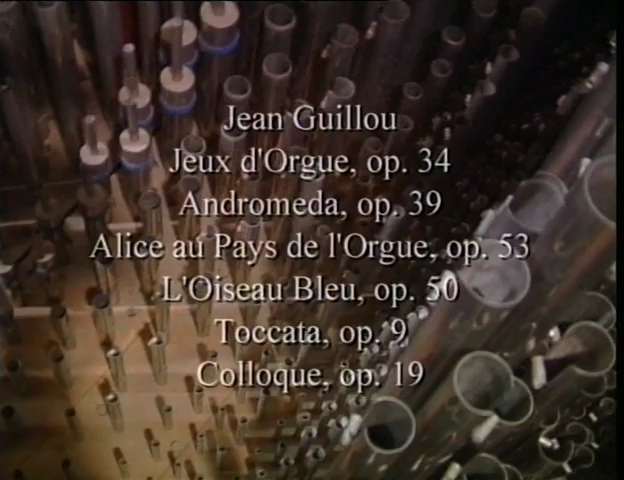 Jean Guillou
Jeux d'Orgue, op. 34
Andromeda, op. 39
Alice au Pays de l'Orgue, op. 53
L'Oiseau Bleu, op. 50
Toccata, op. 9
Colloque, op. 19